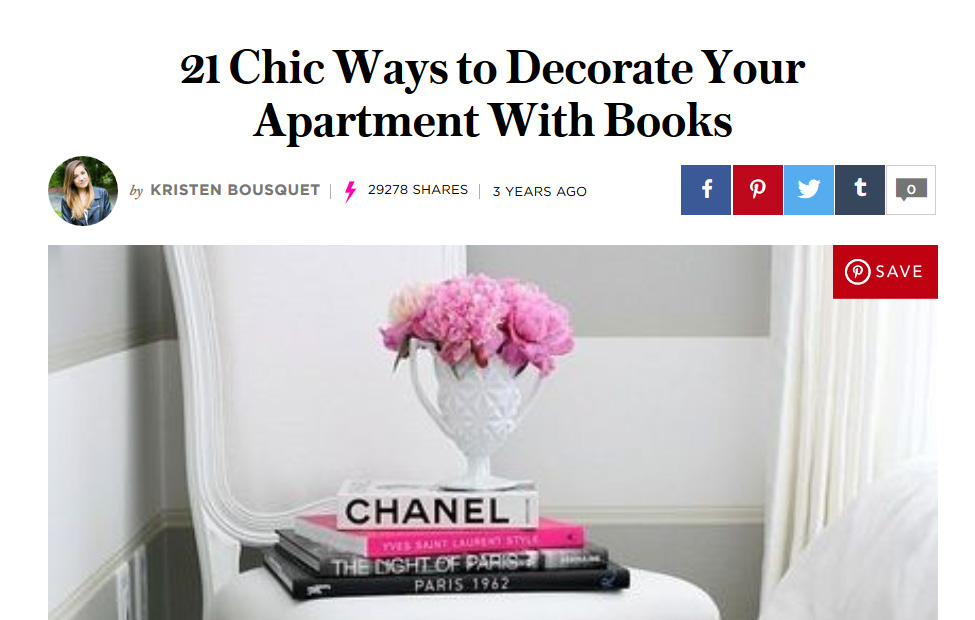 21 Chic Ways to Decorate Your
Apartment With Books
by KRISTEN BOUSQUET | 29278 SHARES | 3 YEARS AGO
f t 0
SAVE
CHANEL
YVES SAINT LAURENT STYLE
THE LIGHT OF PARIS
PARIS 1962